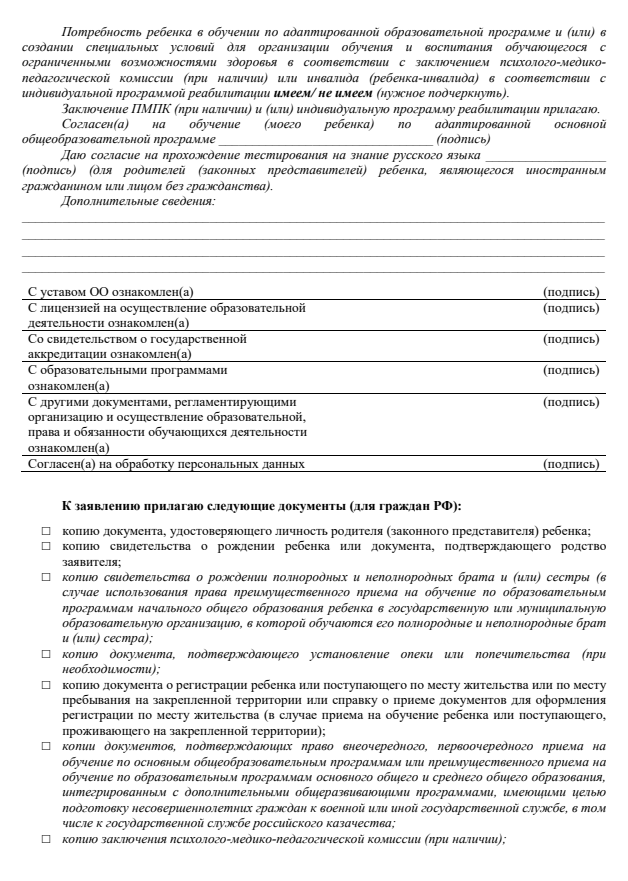 Потребность ребенка в обучении по адаптированной образовательной программе и (или) в
создании специальных условий для организации обучения и воспитания обучающегося с
ограниченными возможностями здоровья в соответствии с заключением психолого-медико-
педагогической комиссии (при наличии) или инвалида (ребенка-инвалида) в соответствии с
индивидуальной программой реабилитации имеем/ не имеем (нужное подчеркнуть).
Заключение ПМПК (при наличии) и (или) индивидуальную программу реабилитации прилагаю.
Согласен(а) на обучение (моего ребенка) по адаптированной основной
общеобразовательной программе ________________________________ (подпись)
Даю согласие на прохождение тестирования на знание русского языка __________________
(подпись) (для родителей (законных представителей) ребенка, являющегося иностранным
гражданином или лицом без гражданства).
Дополнительные сведения:
С уставом ОО ознакомлен(а) (подпись)
С лицензией на осуществление образовательной (подпись)
деятельности ознакомлен(а)
Со свидетельством о государственной (подпись)
аккредитации ознакомлен(а)
С образовательными программами (подпись)
ознакомлен(а)
С другими документами, регламентирующими (подпись)
организацию и осуществление образовательной,
права и обязанности обучающихся деятельности
ознакомлен(а)
Согласен(а) на обработку персональных данных (подпись)
К заявлению прилагаю следующие документы (для граждан РФ):
□ копию документа, удостоверяющего личность родителя (законного представителя) ребенка;
□ копию свидетельства о рождении ребенка или документа, подтверждающего родство
заявителя;
□ копию свидетельства о рождении полнородных и неполнородных брата и (или) сестры (в
случае использования права преимущественного приема на обучение по образовательным
программам начального общего образования ребенка в государственную или муниципальную
образовательную организацию, в которой обучаются его полнородные и неполнородные брат
и (или) сестра);
□ копию документа, подтверждающего установление опеки или попечительства (при
необходимости);
□ копию документа о регистрации ребенка или поступающего по месту жительства или по месту
пребывания на закрепленной территории или справку о приеме документов для оформления
регистрации по месту жительства (в случае приема на обучение ребенка или поступающего,
проживающего на закрепленной территории);
□ копии документов, подтверждающих право внеочередного, первоочередного приема на
обучение по основным общеобразовательным программам или преимущественного приема на
обучение по образовательным программам основного общего и среднего общего образования,
интегрированным с дополнительными общеразвивающими программами, имеющими целью
подготовку несовершеннолетних граждан к военной или иной государственной службе, в том
числе к государственной службе российского казачества;
□ копию заключения психолого-медико-педагогической комиссии (при наличии);